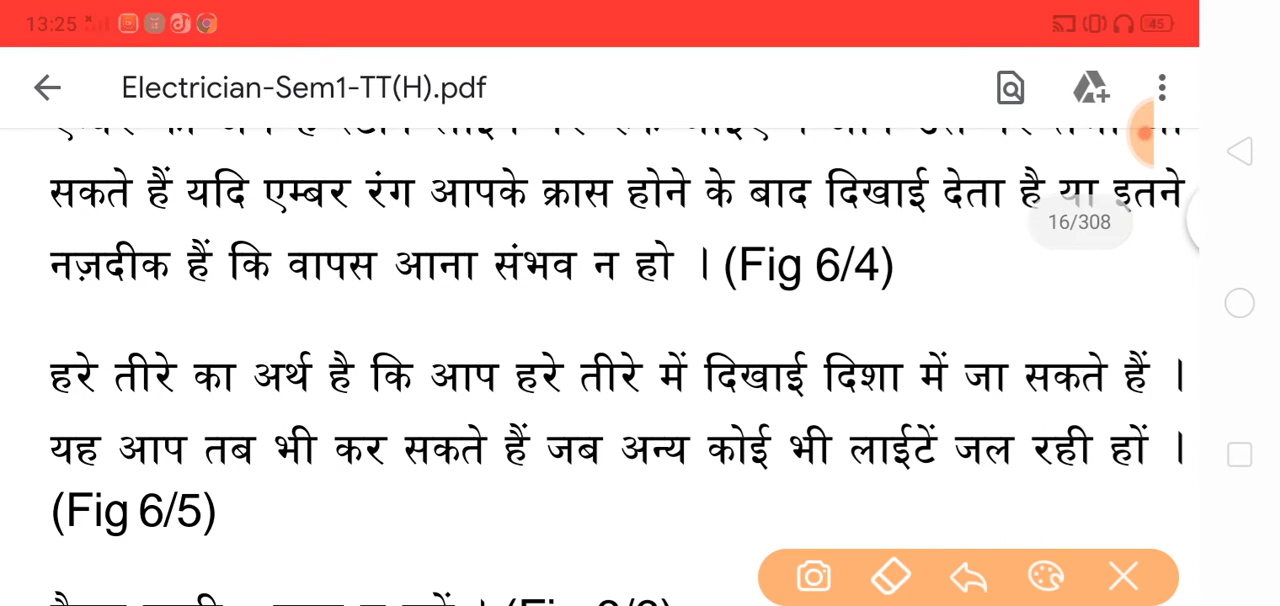 13:25
45
Electrician-Sem1-TT(H).pdf
सकते हैं यदि एम्बर रंग आपके क्रास होने के बाद दिखाई देता है या इतने
16/308
नज़दीक हैं कि वापस आना संभव न हो । (Fig 6/4)
हरे तीरे का अर्थ है कि आप हरे तीरे में दिखाई दिशा में जा सकते हैं ।
यह आप तब भी कर सकते हैं जब अन्य कोई भी लाईटें जल रही हों ।
(Fig 6/5)